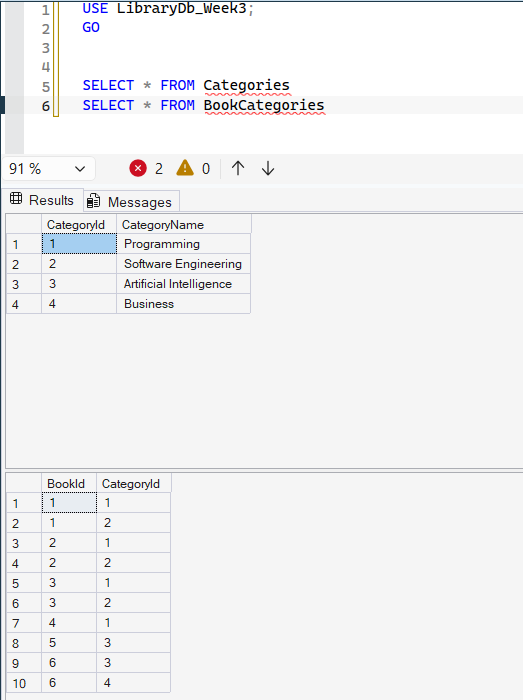 1 USE LibraryDb_Week3;
2 GO
3
4
5 SELECT * FROM Categories
6 SELECT * FROM BookCategories
91 % 2 0
Results Messages
CategoryId CategoryName
1 1 Programming
2 2 Software Engineering
3 3 Artificial Intelligence
4 4 Business
BookId CategoryId
1 1 1
2 1 2
3 2 1
4 2 2
5 3 1
6 3 2
7 4 1
8 5 3
9 6 3
10 6 4